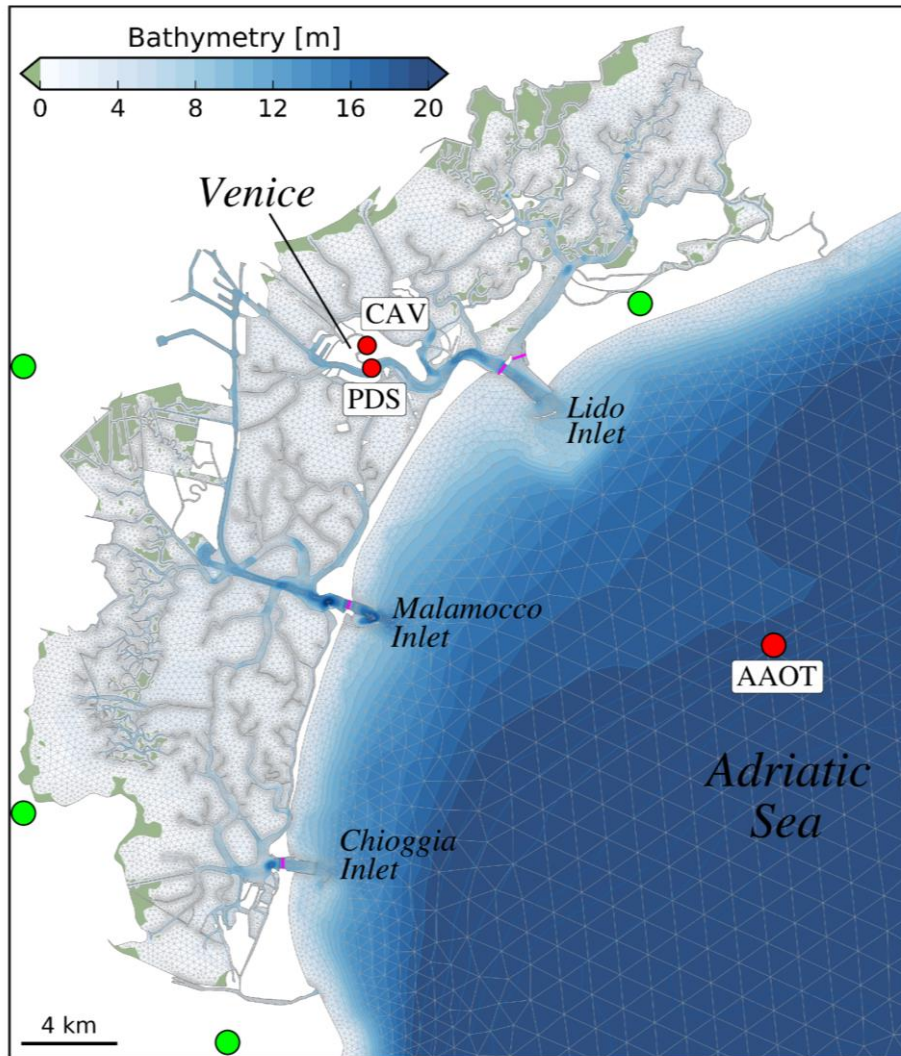 Bathymetry [m]
0 4 8 12 16 20
Venice
CAV
PDS
Lido
Inlet
Malamocco
Inlet
AAOT
Adriatic
Sea
Chioggia
Inlet
4 km